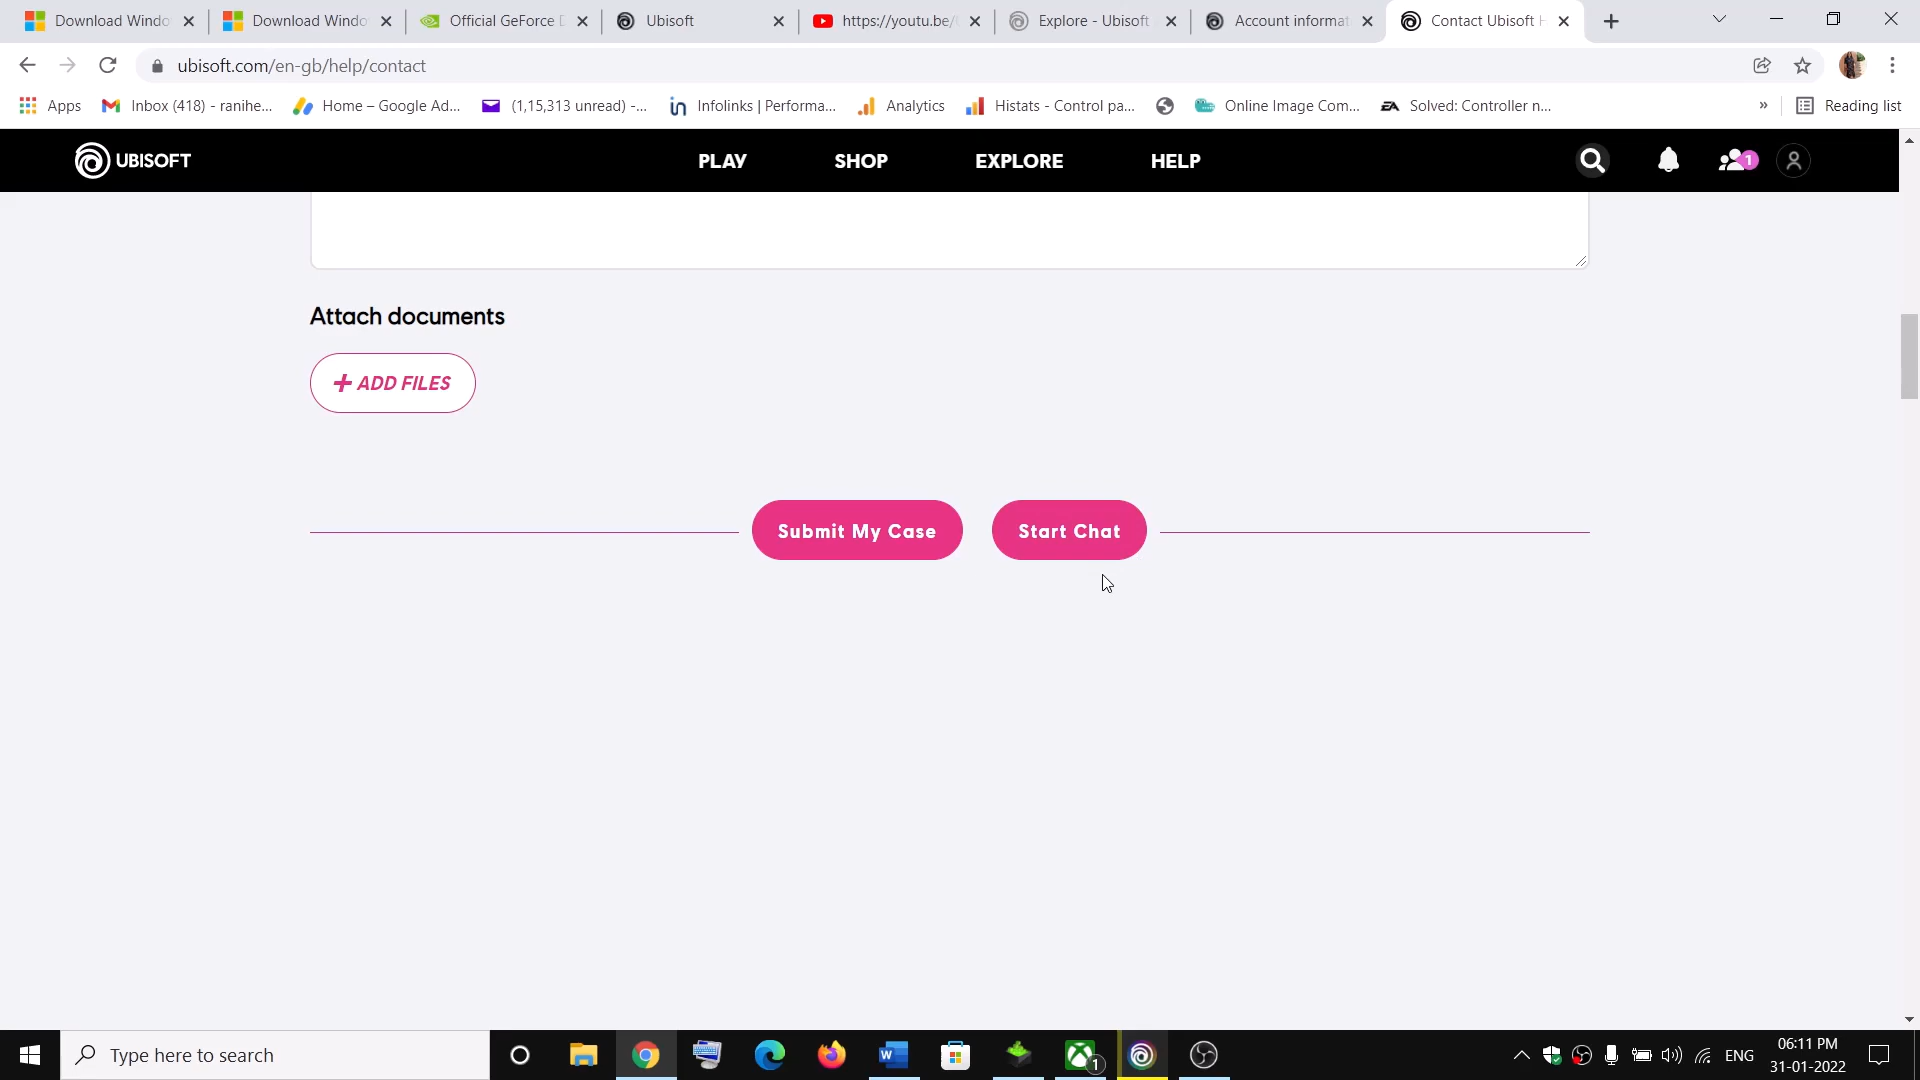 Download Windo
Download Windo
Official GeForce D
Ubisoft
https://youtu.be/
Explore - Ubisoft
Account informat
Contact Ubisoft H
ubisoft.com/en-gb/help/contact
Apps
Inbox (418) - ranihe...
Home – Google Ad...
(1,15,313 unread) -...
Infolinks | Performa...
Analytics
Histats - Control pa...
Online Image Com...
EA
Solved: Controller n...
»
Reading list
UBISOFT
PLAY
SHOP
EXPLORE
HELP
1
Attach documents
+ ADD FILES
Submit My Case
Start Chat
Type here to search
1
ENG
06:11 PM
31-01-2022